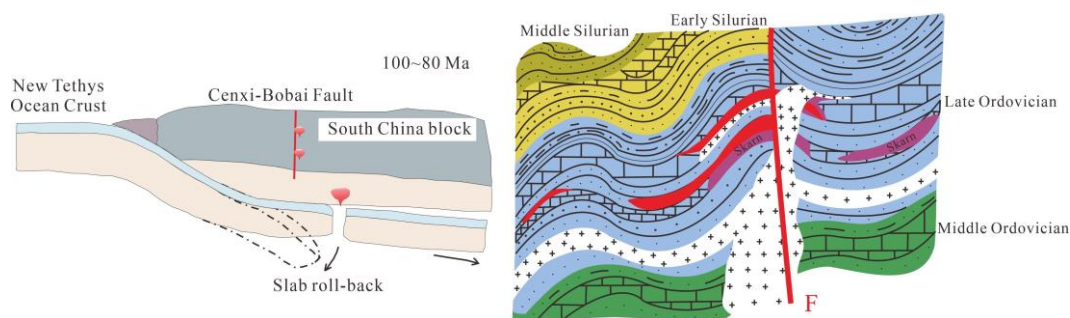 100~80 Ma
New Tethys
Ocean Crust
Cenxi-Bobai Fault
South China block
Slab roll-back
Middle Silurian
Early Silurian
Late Ordovician
Skarn
Skarn
Middle Ordovician
F